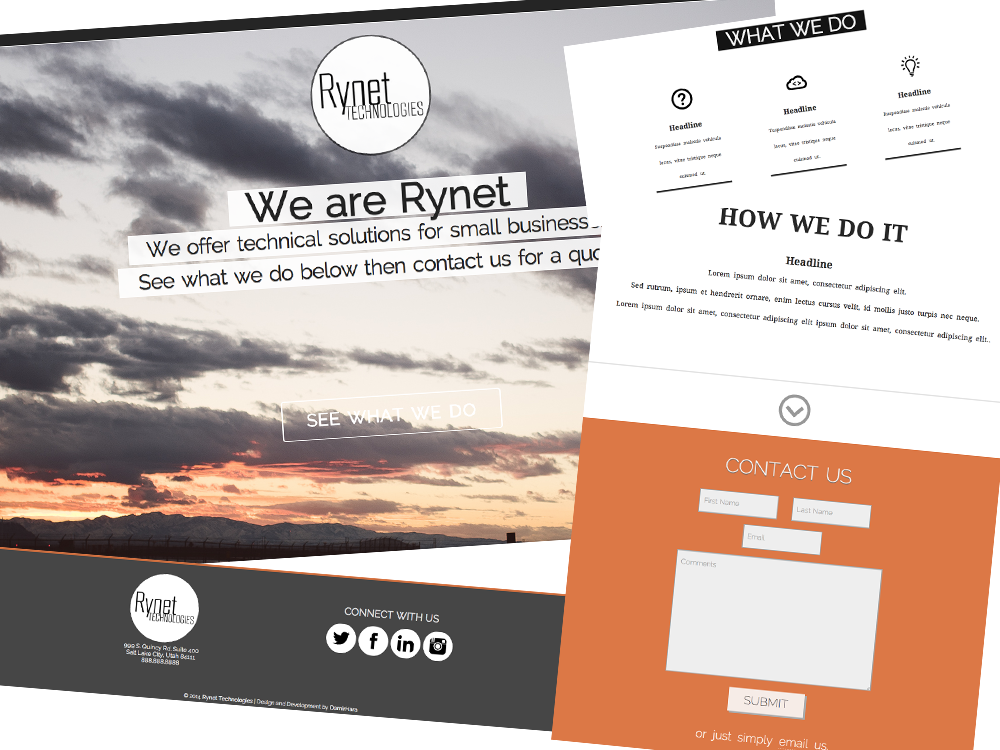 Rynet
TECHNOLOGIES
We are Rynet
We offer technical solutions for small business
See what we do below then contact us for a quo
SEE WHAT WE DO
Rynet
TECHNOLOGIES
999 S. Quincy Rd. Suite 400
Salt Lake City, Utah 84111
888.888.8888
CONNECT WITH US
© 2014 Rynet Technologies | Design and Development by
WHAT WE DO
Headline
Suspendisse molestie vehicula
lacus, vitae tristique neque
euismod ut.
Headline
Suspendisse molestie vehicula
lacus, vitae tristique neque
euismod ut.
Headline
Suspendisse molestie vehicula
lacus, vitae tristique neque
euismod ut.
HOW WE DO IT
Headline
Lorem ipsum dolor sit amet, consectetur adipiscing elit.
Sed rutrum, ipsum et hendrerit ornare, enim lectus cursus velit, id mollis justo turpis nec neque.
Lorem ipsum dolor sit amet, consectetur adipiscing elit ipsum dolor sit amet, consectetur adipiscing elit..
CONTACT US
First Name
Last Name
Email
Comments
SUBMIT
or just simply email us.